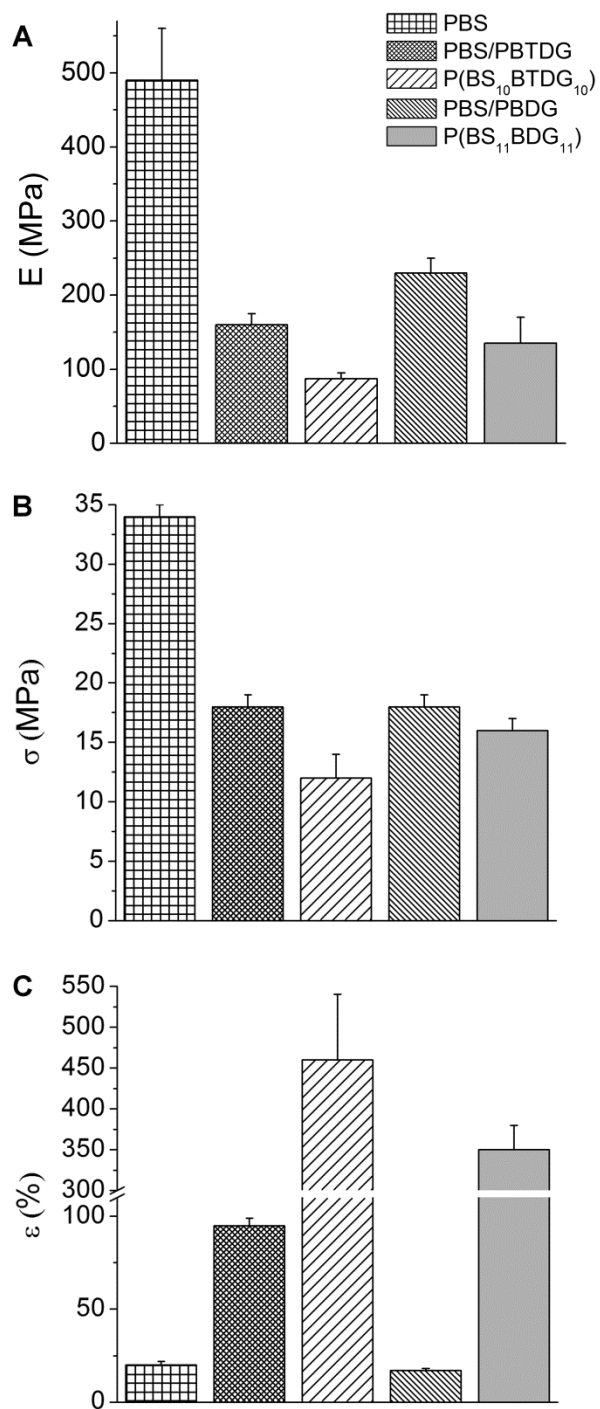 A
PBS
PBS/PBTDG
P(BS₁₀BTDG₁₀)
PBS/PBDG
P(BS₁₁BDG₁₁)
E (MPa)
500
400
300
200
100
0
B
σ (MPa)
35
30
25
20
15
10
5
0
C
ε (%)
550
500
450
400
350
300
100
50
0